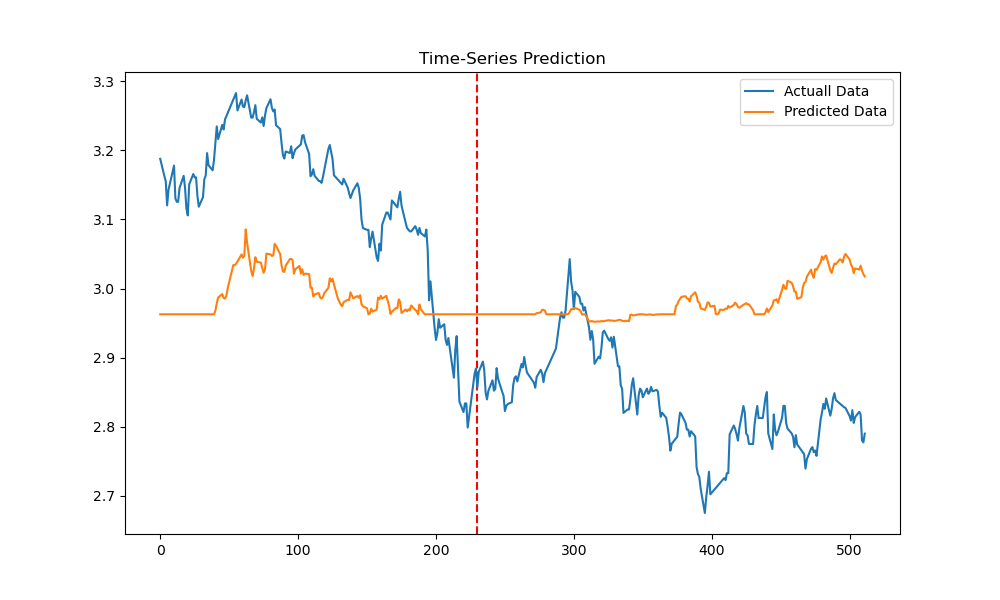 Time-Series Prediction
Actuall Data
Predicted Data
3.3
3.2
3.1
3.0
2.9
2.8
2.7
0 100 200 300 400 500